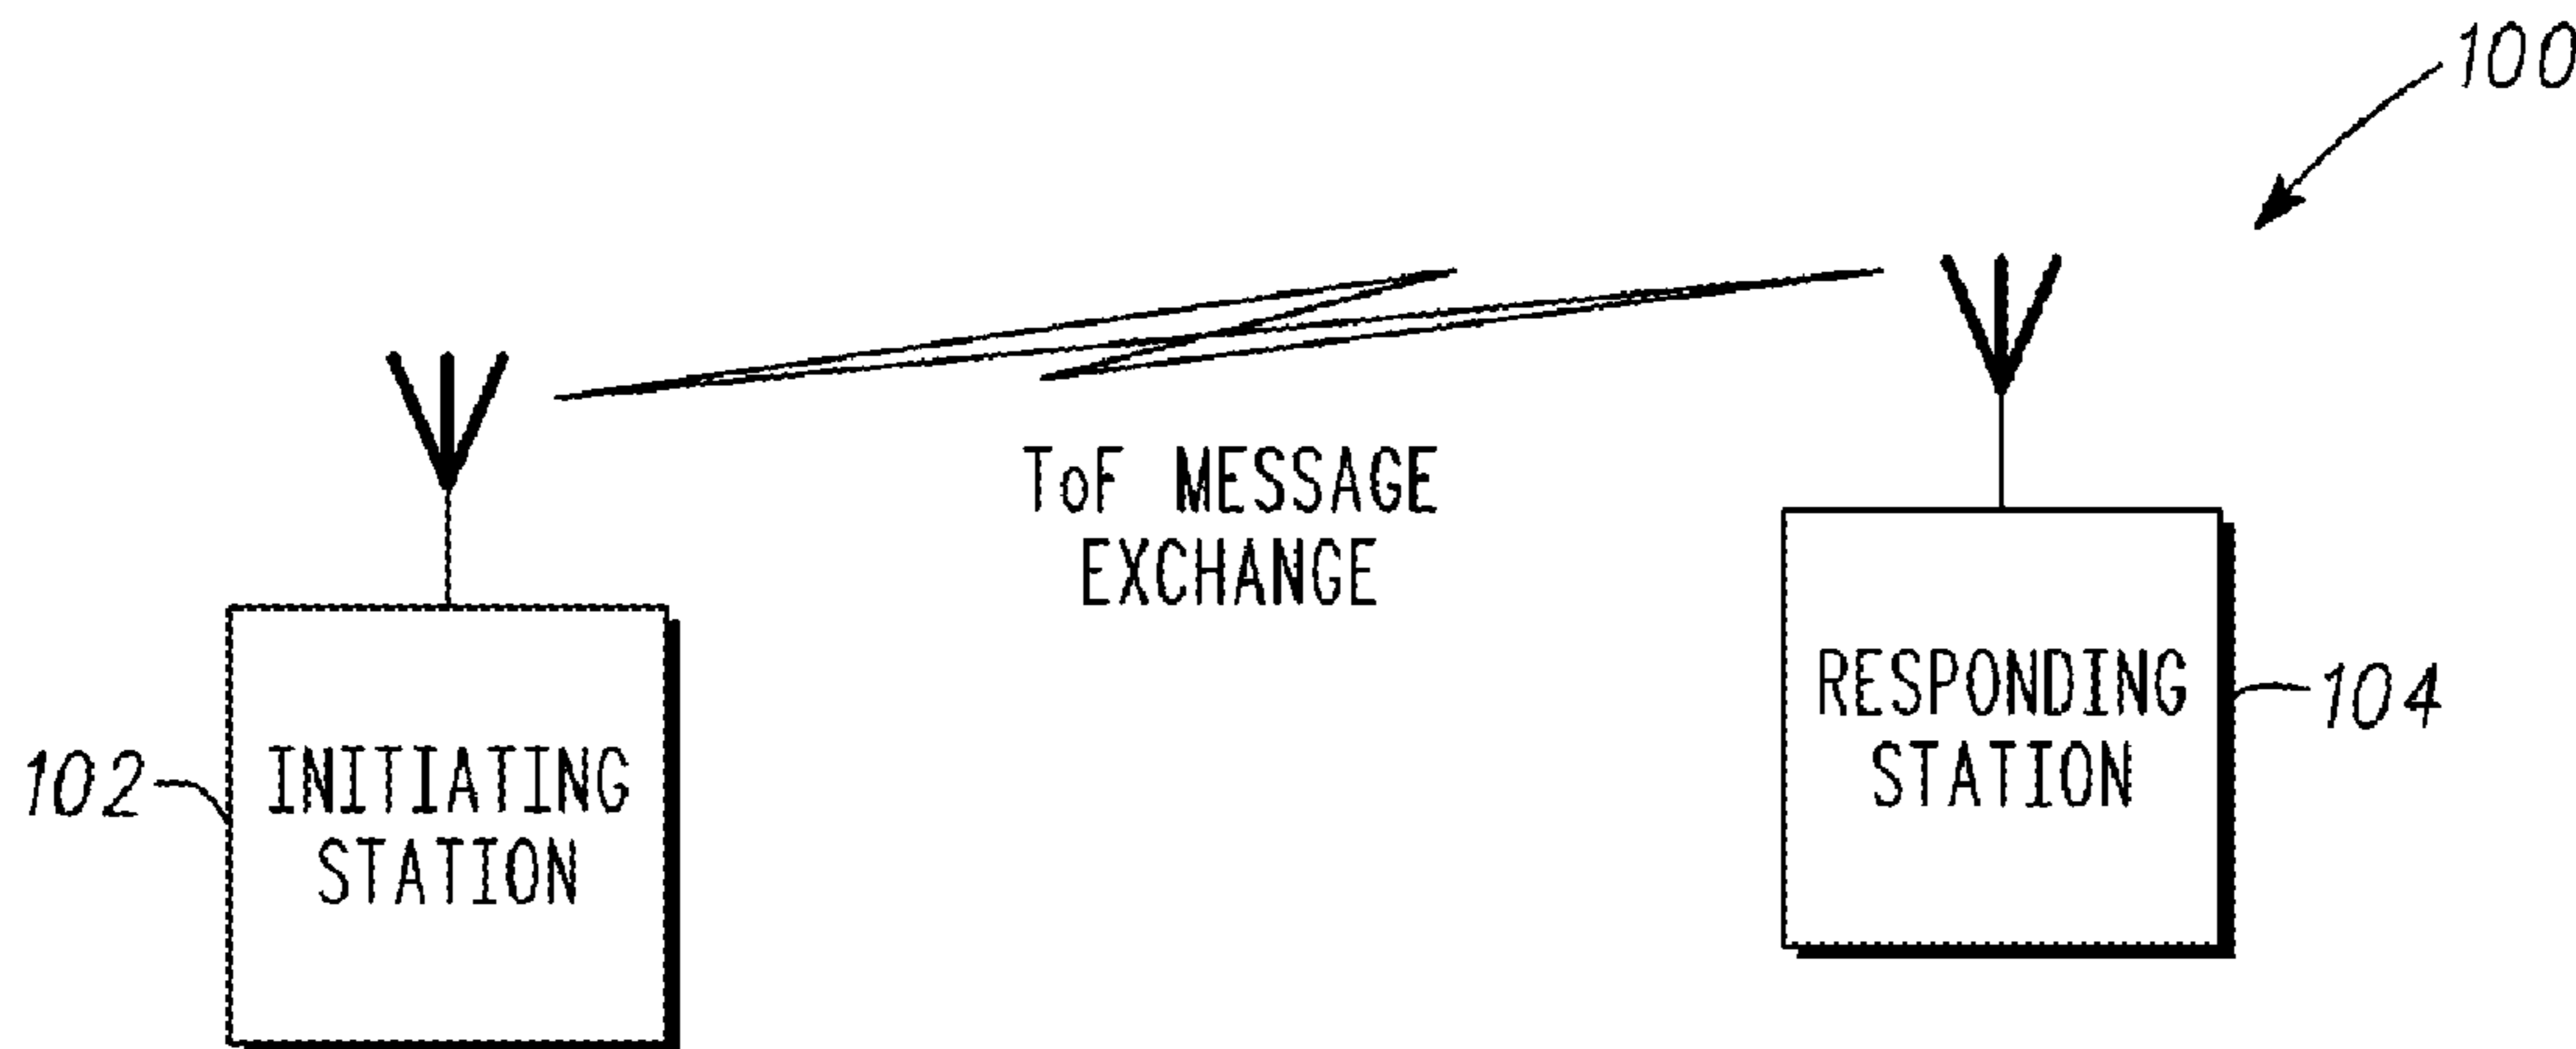 100
ToF MESSAGE
EXCHANGE
RESPONDING
STATION
104
102
INITIATING
STATION